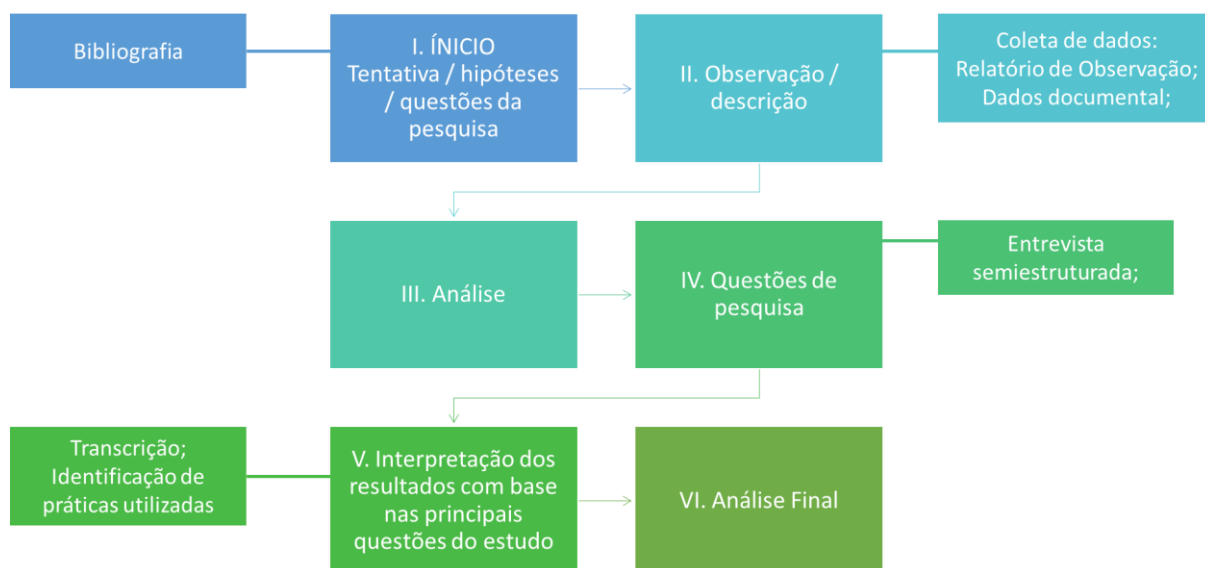 Bibliografia
I. ÍNICIO
Tentativa / hipóteses
/ questões da
pesquisa
II. Observação /
descrição
Coleta de dados:
Relatório de Observação;
Dados documental;
III. Análise
IV. Questões de
pesquisa
Entrevista
semiestruturada;
Transcrição;
Identificação de
práticas utilizadas
V. Interpretação dos
resultados com base
nas principais
questões do estudo
VI. Análise Final